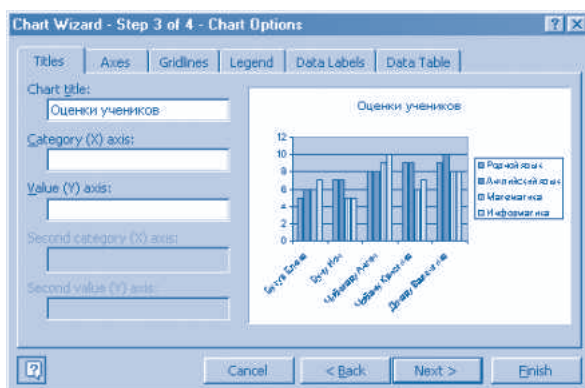 Chart Wizard - Step 3 of 4 - Chart Options
Titles
Axes
Gridlines
Legend
Data Labels
Data Table
Chart title:
Оценки учеников
Category (X) axis:
Value (Y) axis:
Second category (X) axis:
Second value (Y) axis:
Оценки учеников
12
10
8
6
4
2
0
Родной язык
Английский язык
Математика
Информатика
Cancel
< Back
Next >
Finish